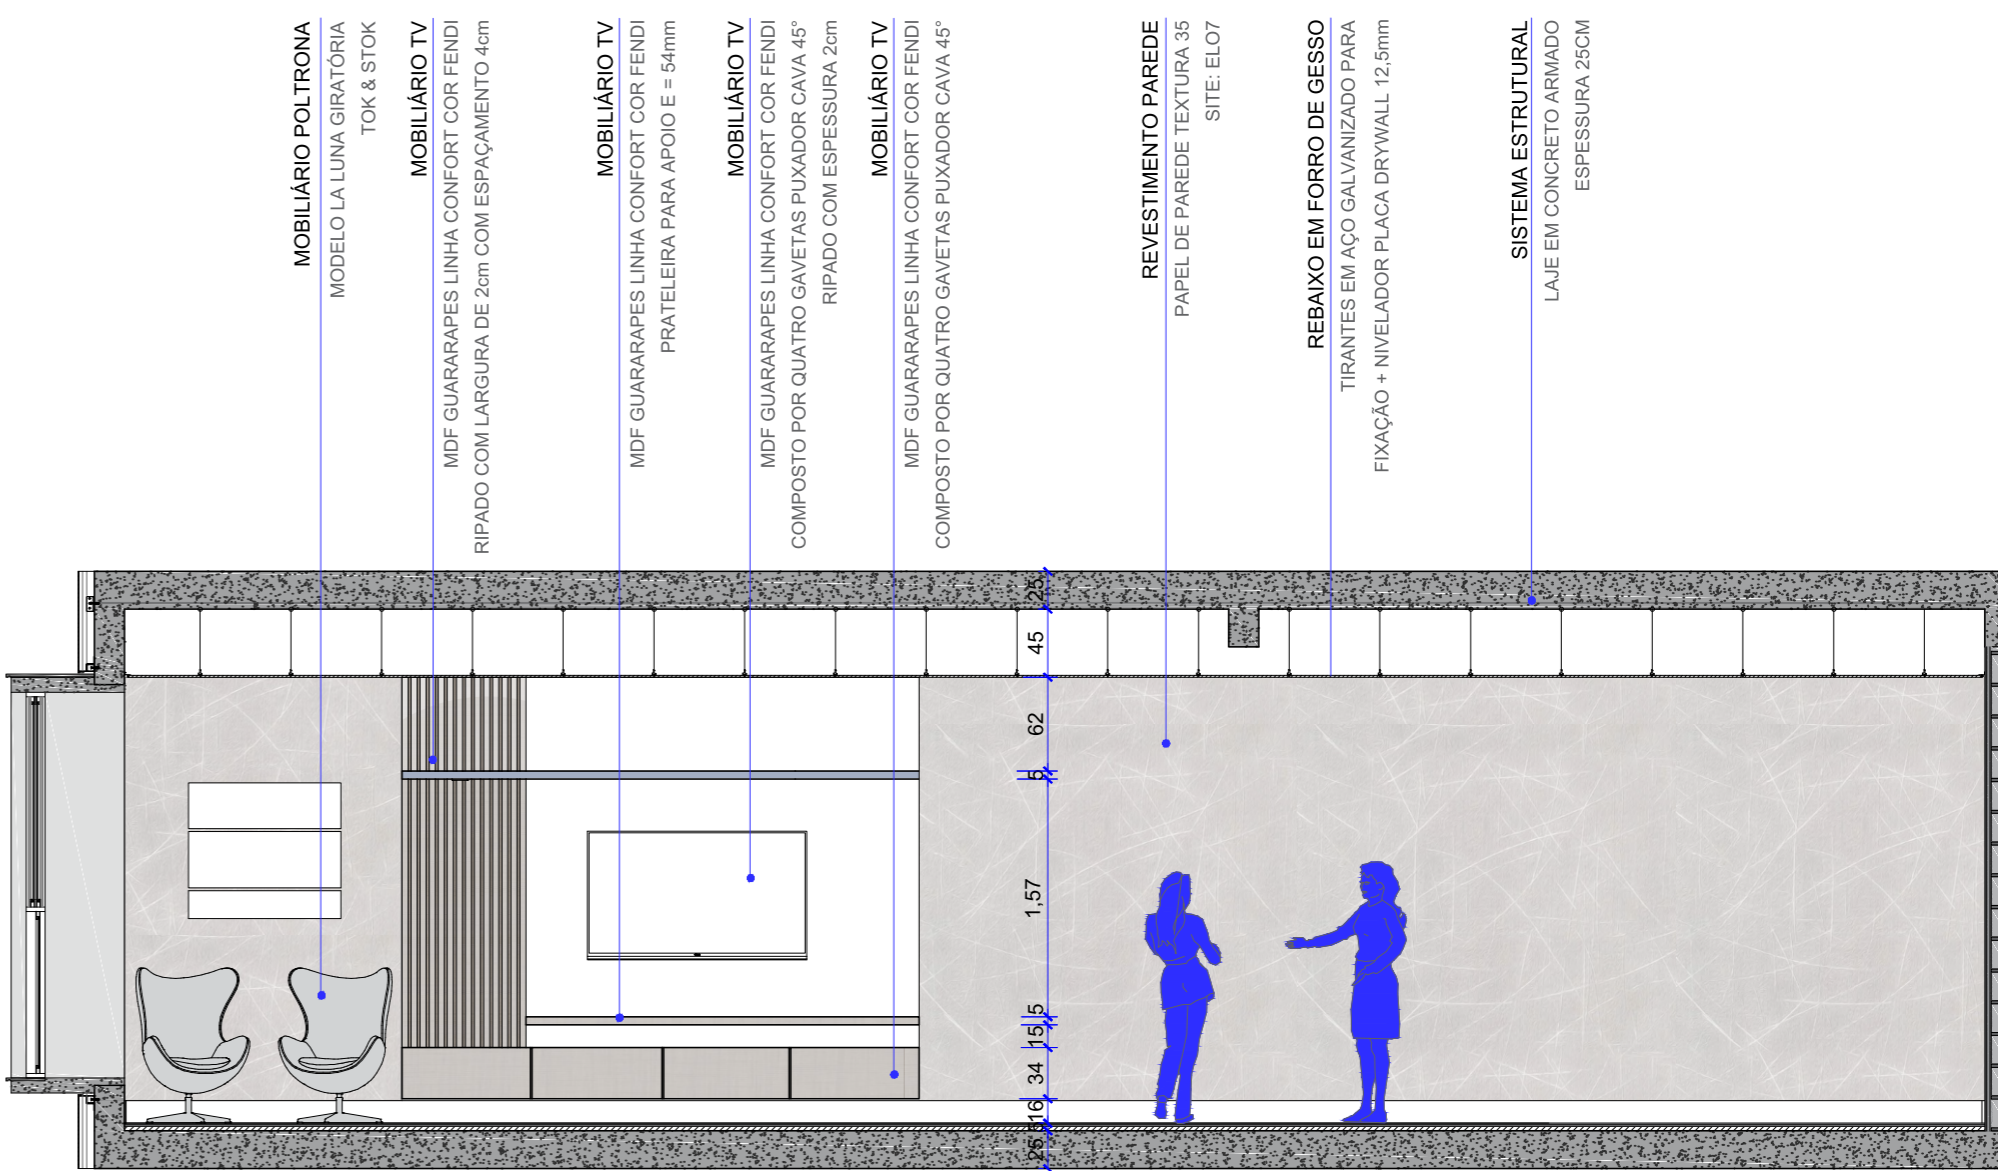 MOBILIÁRIO POLTRONA
MODELO LA LUNA GIRATÓRIA
TOK & STOK
MOBILIÁRIO TV
MDF GUARARAPES LINHA CONFORT COR FENDI
RIPADO COM LARGURA DE 2cm COM ESPAÇAMENTO 4cm
MOBILIÁRIO TV
MDF GUARARAPES LINHA CONFORT COR FENDI
PRATELEIRA PARA APOIO E = 54mm
MOBILIÁRIO TV
MDF GUARARAPES LINHA CONFORT COR FENDI
COMPOSTO POR QUATRO GAVETAS PUXADOR CAVA 45°
RIPADO COM ESPESSURA 2cm
MOBILIÁRIO TV
MDF GUARARAPES LINHA CONFORT COR FENDI
COMPOSTO POR QUATRO GAVETAS PUXADOR CAVA 45°
REVESTIMENTO PAREDE
PAPEL DE PAREDE TEXTURA 35
SITE: ELO7
REBAIXO EM FORRO DE GESSO
TIRANTES EM AÇO GALVANIZADO PARA
FIXAÇÃO + NIVELADOR PLACA DRYWALL 12,5mm
SISTEMA ESTRUTURAL
LAJE EM CONCRETO ARMADO
ESPESSURA 25CM
25
45
62
5
1,57
5
15
34
16
25